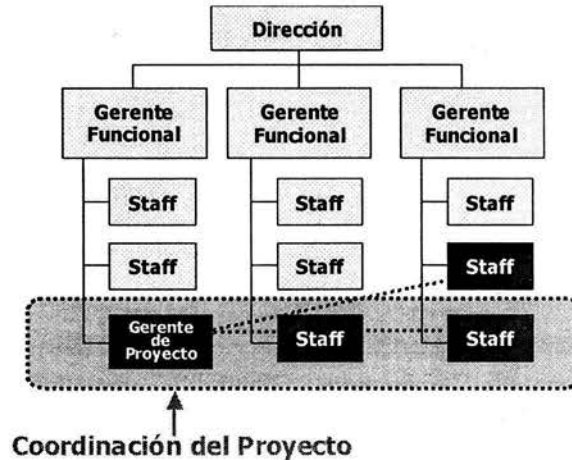 Dirección
Gerente
Funcional
Gerente
Funcional
Gerente
Funcional
Staff
Staff
Staff
Staff
Staff
Staff
Gerente
de
Proyecto
Staff
Staff
Coordinación del Proyecto